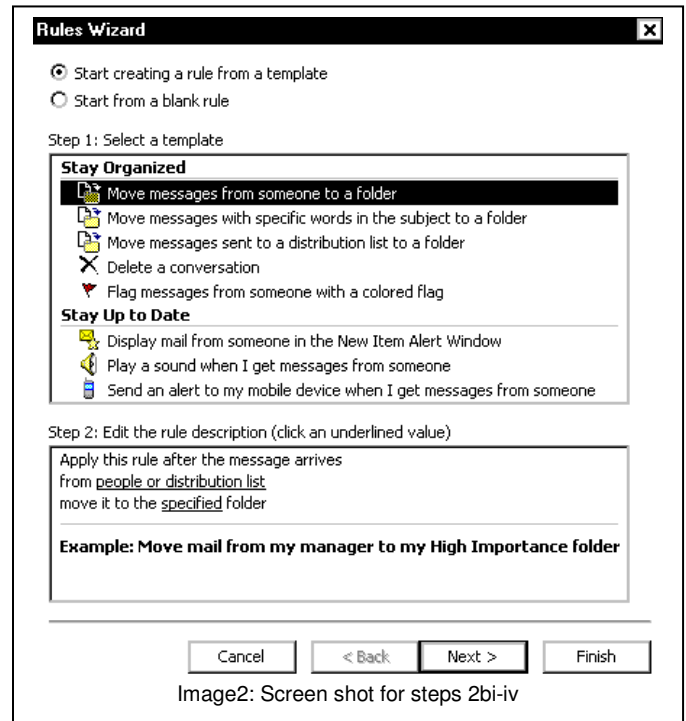 Rules Wizard
Start creating a rule from a template
Start from a blank rule
Step 1: Select a template
Stay Organized
Move messages from someone to a folder
Move messages with specific words in the subject to a folder
Move messages sent to a distribution list to a folder
Delete a conversation
Flag messages from someone with a colored flag
Stay Up to Date
Display mail from someone in the New Item Alert Window
Play a sound when I get messages from someone
Send an alert to my mobile device when I get messages from someone
Step 2: Edit the rule description (click an underlined value)
Apply this rule after the message arrives
from people or distribution list
move it to the specified folder
Example: Move mail from my manager to my High Importance folder
Cancel < Back Next > Finish
Image2: Screen shot for steps 2bi-iv